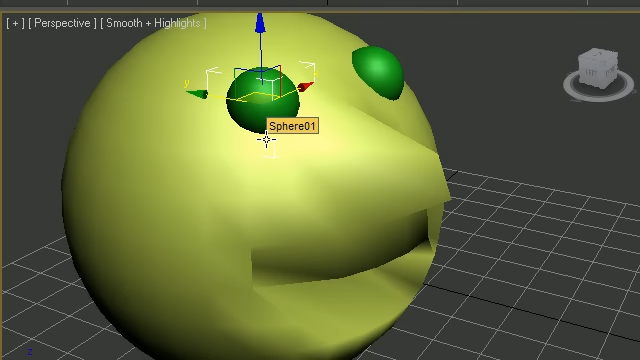 [ + ] [ Perspective ] [ Smooth + Highlights ]
y
Sphere01
z